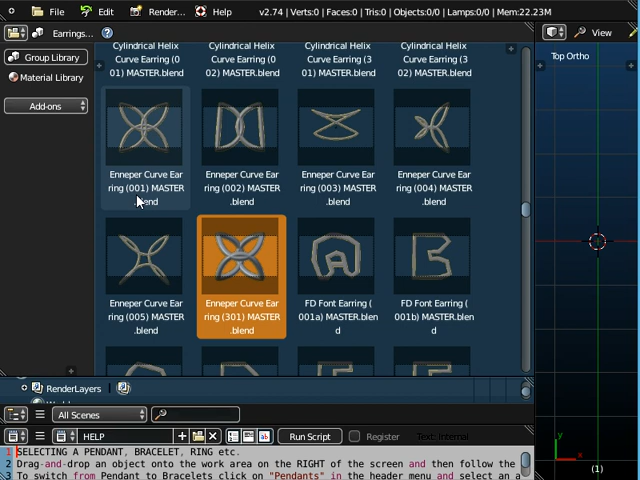 File Edit Render... Help v2.74 | Verts:0 | Faces:0 | Tris:0 | Objects:0/0 | Lamps:0/0 | Mem:22.23M
Earrings... View
Group Library
Material Library
Add-ons
Cylindrical Helix
Curve Earring (0
01) MASTER.blend
Cylindrical Helix
Curve Earring (0
02) MASTER.blend
Cylindrical Helix
Curve Earring (3
01) MASTER.blend
Cylindrical Helix
Curve Earring (3
02) MASTER.blend
Enneper Curve Ear
ring (001) MASTER
.blend
Enneper Curve Ear
ring (002) MASTER
.blend
Enneper Curve Ear
ring (003) MASTER
.blend
Enneper Curve Ear
ring (004) MASTER
.blend
Enneper Curve Ear
ring (005) MASTER
.blend
Enneper Curve Ear
ring (301) MASTER
.blend
FD Font Earring (
001a) MASTER.blen
d
FD Font Earring (
001b) MASTER.blen
d
Top Ortho
y
x
(1)
RenderLayers
All Scenes
HELP Run Script Register Text: Internal
1 SELECTING A PENDANT, BRACELET, RING etc.
2 Drag-and-drop an object onto the work area on the RIGHT of the screen and then follow the
3 To switch from Pendant to Bracelets click on "Pendants" in the header menu and select an a